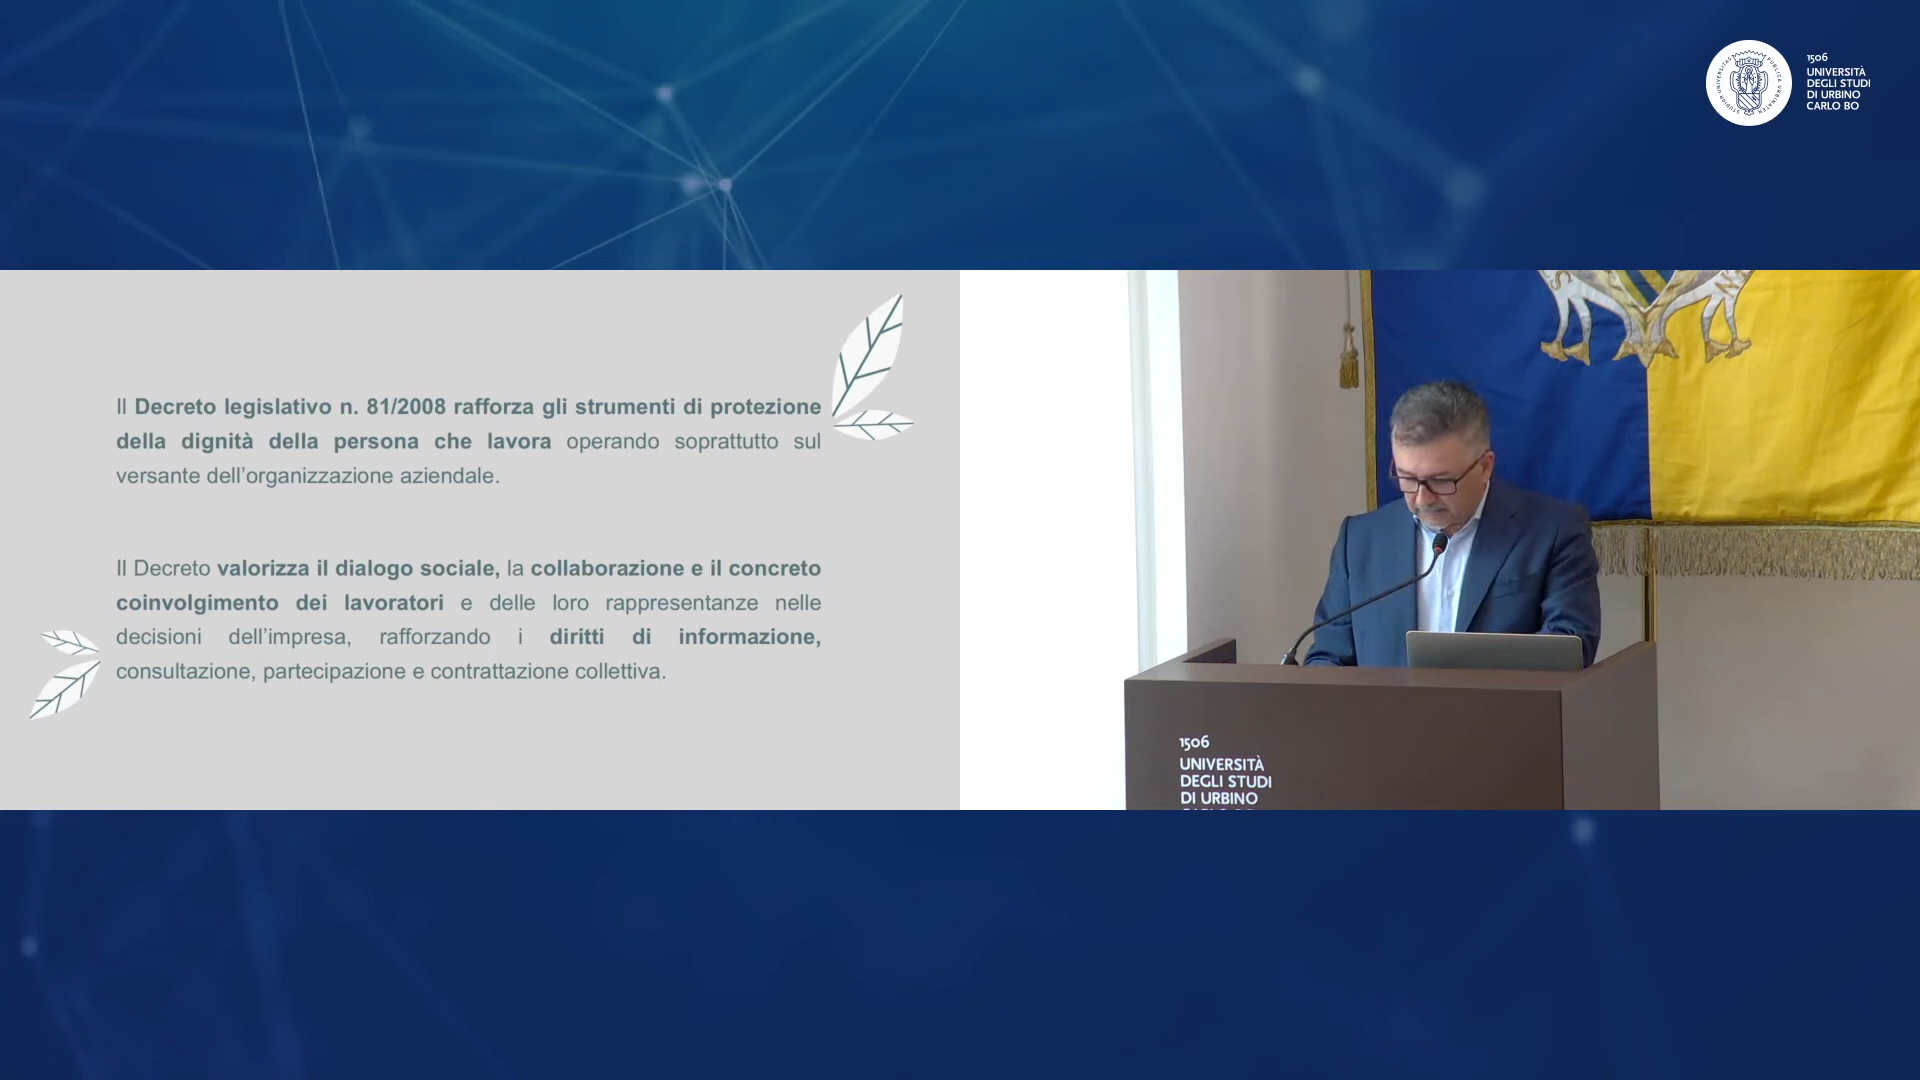 1506
UNIVERSITÀ
DEGLI STUDI
DI URBINO
CARLO BO
Il Decreto legislativo n. 81/2008 rafforza gli strumenti di protezione
della dignità della persona che lavora operando soprattutto sul
versante dell’organizzazione aziendale.
Il Decreto valorizza il dialogo sociale, la collaborazione e il concreto
coinvolgimento dei lavoratori e delle loro rappresentanze nelle
decisioni dell’impresa, rafforzando i diritti di informazione,
consultazione, partecipazione e contrattazione collettiva.
1506
UNIVERSITÀ
DEGLI STUDI
DI URBINO